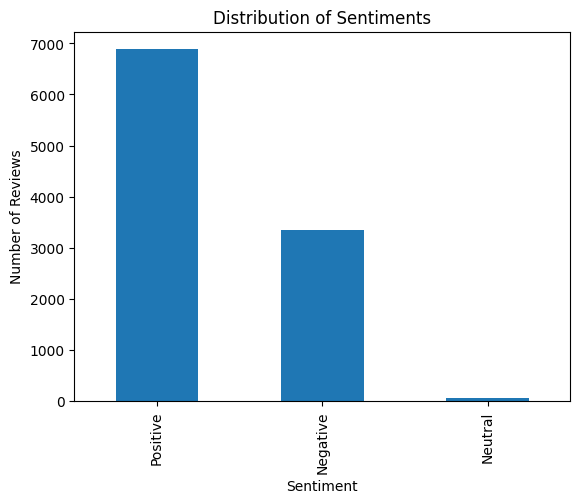 Distribution of Sentiments
7000
6000
5000
4000
3000
2000
1000
0
Number of Reviews
Positive
Negative
Neutral
Sentiment